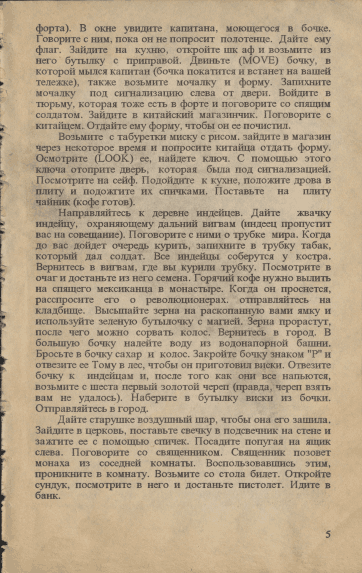 форта). В окне увидите капитана, моющегося в бочке.
Говорите с ним, пока он не попросит полотенце. Дайте ему
флаг. Зайдите на кухню, откройте шк аф и возьмите из
него бутылку с приправой. Двиньте (MOVE) бочку, в
которой мылся капитан (бочка покатится и встанет на вашей
тележке), также возьмите мочалку и форму. Запихните
мочалку под сигнализацию слева от двери. Войдите в
тюрьму, которая тоже есть в форте и поговорите со спящим
солдатом. Зайдите в китайский магазинчик. Поговорите с
китайцем. Отдайте ему форму, чтобы он ее почистил.
Возьмите с табуретки миску с рисом. зайдите в магазин
через некоторое время и попросите китайца отдать форму.
Осмотрите (LOOK) ее, найдете ключ. С помощью этого
ключа отоприте дверь, которая была под сигнализацией.
Посмотрите на сейф. Подойдите к кухне, положите дрова в
плиту и подожгите их спичками. Поставьте на плиту
чайник (кофе готов).
Направляйтесь к деревне индейцев. Дайте жвачку
индейцу, охраняющему дальний вигвам (индеец пропустит
вас на совещание). Поговорите с ними о трубке мира. Когда
до вас дойдет очередь курить, запихните в трубку табак,
который дал солдат. Все индейцы соберутся у костра.
Вернитесь в вигвам, где вы курили трубку. Посмотрите в
очаг и достаньте из него семена. Горячий кофе нужно вылить
на спящего мексиканца в монастыре. Когда он проснется,
расспросите его о революционерах. отправляйтесь на
кладбище. Высыпайте зерна на раскопанную вами ямку и
используйте зеленую бутылочку с магией. Зерна прорастут,
после чего можно сорвать колос. Вернитесь в город. В
большую бочку налейте воду из водонапорной башни.
Бросьте в бочку сахар и колос. Закройте бочку знаком "Р" и
отвезите ее Тому в лес, чтобы он приготовил виски. Отвезите
бочку к индейцам и, после того как они все напьются,
возьмите с шеста первый золотой череп (правда, череп взять
вам не удалось). Наберите в бутылку виски из бочки.
Отправляйтесь в город.
Дайте старушке воздушный шар, чтобы она его зашила.
Зайдите в церковь, поставьте свечку в подсвечник на стене и
зажгите ее с помощью спичек. Посадите попугая на ящик
слева. Поговорите со священником. Священник позовет
монаха из соседней комнаты. Воспользовавшись этим,
проникните в комнату. Возьмите со стола билет. Откройте
сундук, посмотрите в него и достаньте пистолет. Идите в
банк.
5